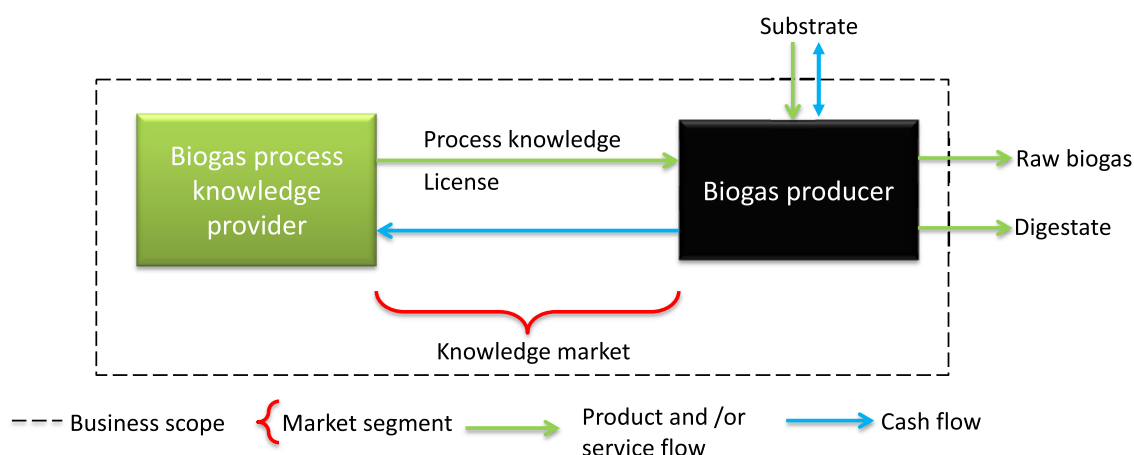 Substrate
Biogas process
knowledge
provider
Process knowledge
License
Biogas producer
Raw biogas
Digestate
Knowledge market
Business scope
Market segment
Product and /or
service flow
Cash flow